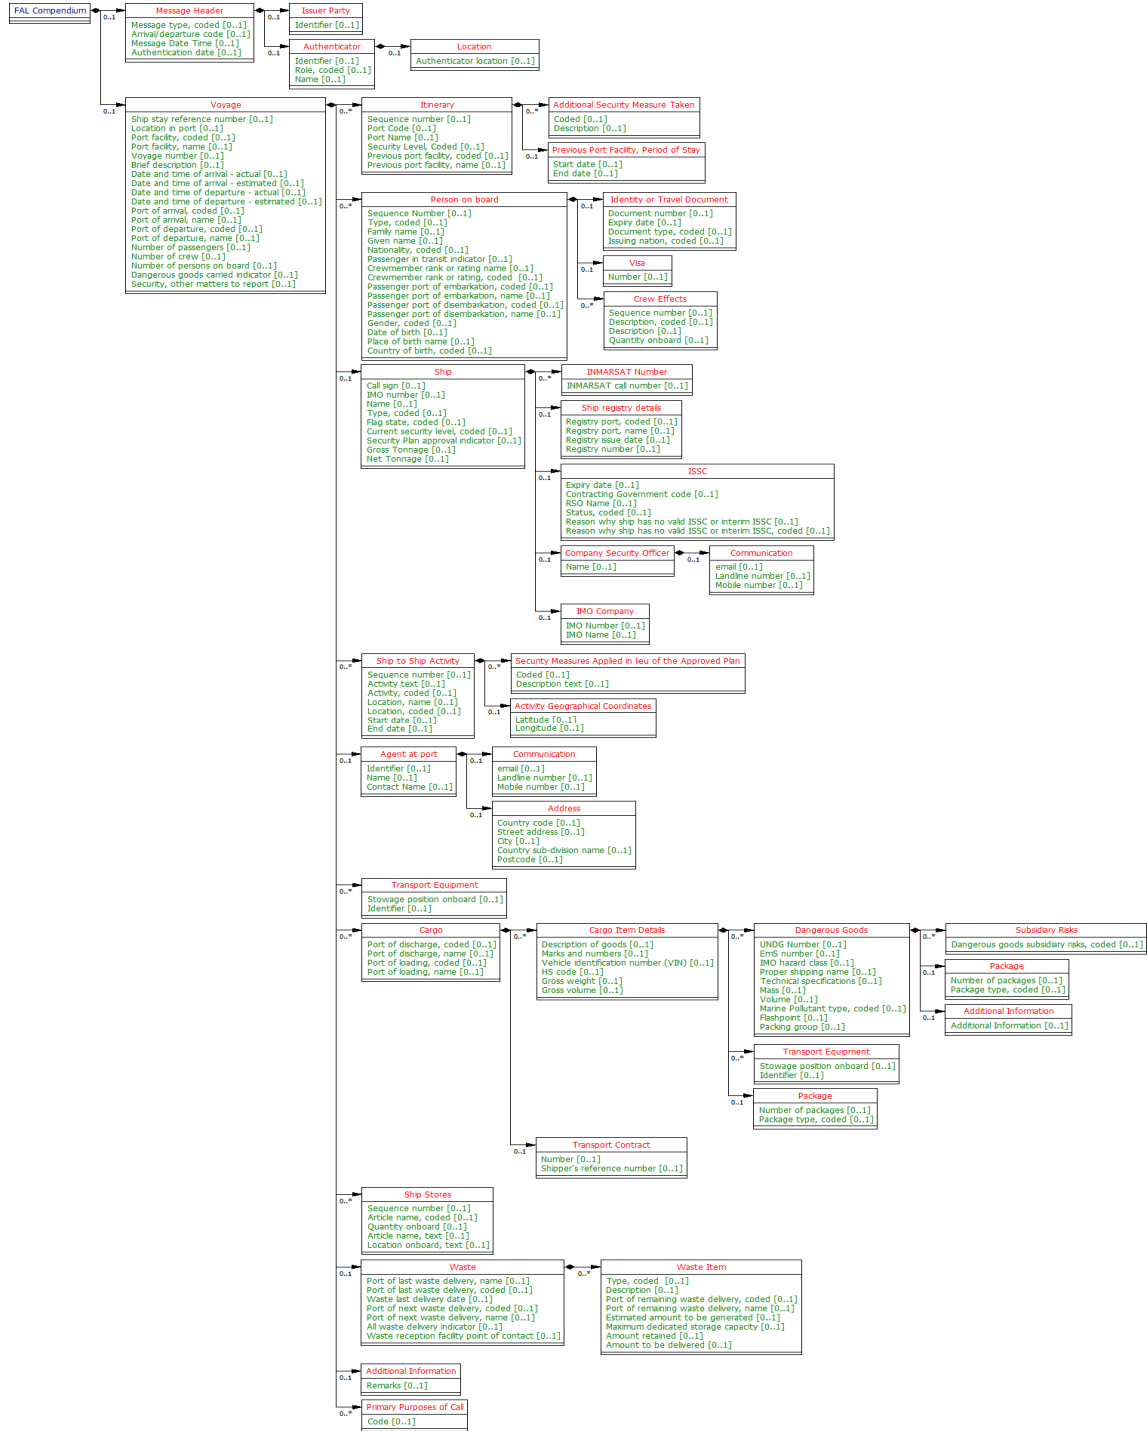 FAL Compendium
0..1
Message Header
Message type, coded [0..1]
Arrival/departure code [0..1]
Message Date Time [0..1]
Authentication date [0..1]
0..1
Issuer Party
Identifier [0..1]
0..1
Authenticator
Identifier [0..1]
Role, coded [0..1]
Name [0..1]
0..1
Location
Authenticator location [0..1]
0..1
Voyage
Ship stay reference number [0..1]
Location in port [0..1]
Port facility, coded [0..1]
Port facility, name [0..1]
Voyage number [0..1]
Brief description [0..1]
Date and time of arrival - actual [0..1]
Date and time of arrival - estimated [0..1]
Date and time of departure - actual [0..1]
Date and time of departure - estimated [0..1]
Port of arrival, coded [0..1]
Port of arrival, name [0..1]
Port of departure, coded [0..1]
Port of departure, name [0..1]
Number of passengers [0..1]
Number of crew [0..1]
Number of persons on board [0..1]
Dangerous goods carried indicator [0..1]
Security, other matters to report [0..1]
0..*
Itinerary
Sequence number [0..1]
Port Code [0..1]
Port Name [0..1]
Security Level, Coded [0..1]
Previous port facility, coded [0..1]
Previous port facility, name [0..1]
0..*
Additional Security Measure Taken
Coded [0..1]
Description [0..1]
0..1
Previous Port Facility, Period of Stay
Start date [0..1]
End date [0..1]
0..*
Person on board
Sequence Number [0..1]
Type, coded [0..1]
Family name [0..1]
Given name [0..1]
Nationality, coded [0..1]
Passenger in transit indicator [0..1]
Crewmember rank or rating name [0..1]
Crewmember rank or rating, coded [0..1]
Passenger port of embarkation, coded [0..1]
Passenger port of embarkation, name [0..1]
Passenger port of disembarkation, coded [0..1]
Passenger port of disembarkation, name [0..1]
Gender, coded [0..1]
Date of birth [0..1]
Place of birth name [0..1]
Country of birth, coded [0..1]
0..1
Identity or Travel Document
Document number [0..1]
Expiry date [0..1]
Document type, coded [0..1]
Issuing nation, coded [0..1]
0..1
Visa
Number [0..1]
0..*
Crew Effects
Sequence number [0..1]
Description, coded [0..1]
Description [0..1]
Quantity onboard [0..1]
0..1
Ship
Call sign [0..1]
IMO number [0..1]
Name [0..1]
Type, coded [0..1]
Flag state, coded [0..1]
Current security level, coded [0..1]
Security Plan approval indicator [0..1]
Gross Tonnage [0..1]
Net Tonnage [0..1]
0..*
INMARSAT Number
INMARSAT call number [0..1]
0..1
Ship registry details
Registry port, coded [0..1]
Registry port, name [0..1]
Registry issue date [0..1]
Registry number [0..1]
0..1
ISSC
Expiry date [0..1]
Contracting Government code [0..1]
RSO Name [0..1]
Status, coded [0..1]
Reason why ship has no valid ISSC or interim ISSC [0..1]
Reason why ship has no valid ISSC or interim ISSC, coded [0..1]
0..1
Company Security Officer
Name [0..1]
0..1
Communication
email [0..1]
Landline number [0..1]
Mobile number [0..1]
0..1
IMO Company
IMO Number [0..1]
IMO Name [0..1]
0..*
Ship to Ship Activity
Sequence number [0..1]
Activity text [0..1]
Activity, coded [0..1]
Location, name [0..1]
Location, coded [0..1]
Start date [0..1]
End date [0..1]
0..*
Security Measures Applied in lieu of the Approved Plan
Coded [0..1]
Description text [0..1]
0..1
Activity Geographical Coordinates
Latitude [0..1]
Longitude [0..1]
0..1
Agent at port
Identifier [0..1]
Name [0..1]
Contact Name [0..1]
0..1
Communication
email [0..1]
Landline number [0..1]
Mobile number [0..1]
0..1
Address
Country code [0..1]
Street address [0..1]
City [0..1]
Country sub-division name [0..1]
Postcode [0..1]
0..*
Transport Equipment
Stowage position onboard [0..1]
Identifier [0..1]
0..*
Cargo
Port of discharge, coded [0..1]
Port of discharge, name [0..1]
Port of loading, coded [0..1]
Port of loading, name [0..1]
0..*
Cargo Item Details
Description of goods [0..1]
Marks and numbers [0..1]
Vehicle identification number (VIN) [0..1]
HS code [0..1]
Gross weight [0..1]
Gross volume [0..1]
0..*
Dangerous Goods
UNDG Number [0..1]
EmS number [0..1]
IMO hazard class [0..1]
Proper shipping name [0..1]
Technical specifications [0..1]
Mass [0..1]
Volume [0..1]
Marine Pollutant type, coded [0..1]
Flashpoint [0..1]
Packing group [0..1]
0..*
Subsidiary Risks
Dangerous goods subsidiary risks, coded [0..1]
0..1
Package
Number of packages [0..1]
Package type, coded [0..1]
0..1
Additional Information
Additional Information [0..1]
0..*
Transport Equipment
Stowage position onboard [0..1]
Identifier [0..1]
0..1
Package
Number of packages [0..1]
Package type, coded [0..1]
0..1
Transport Contract
Number [0..1]
Shipper's reference number [0..1]
0..*
Ship Stores
Sequence number [0..1]
Article name, coded [0..1]
Quantity onboard [0..1]
Article name, text [0..1]
Location onboard, text [0..1]
0..1
Waste
Port of last waste delivery, name [0..1]
Port of last waste delivery, coded [0..1]
Waste last delivery date [0..1]
Port of next waste delivery, coded [0..1]
Port of next waste delivery, name [0..1]
All waste delivery indicator [0..1]
Waste reception facility point of contact [0..1]
0..*
Waste Item
Type, coded [0..1]
Description [0..1]
Port of remaining waste delivery, coded [0..1]
Port of remaining waste delivery, name [0..1]
Estimated amount to be generated [0..1]
Maximum dedicated storage capacity [0..1]
Amount retained [0..1]
Amount to be delivered [0..1]
0..1
Additional Information
Remarks [0..1]
0..*
Primary Purposes of Call
Code [0..1]